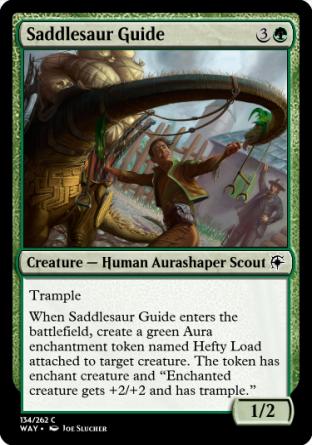 Saddlesaur Guide 3
Creature — Human Aurashaper Scout
Trample
When Saddlesaur Guide enters the
battlefield, create a green Aura
enchantment token named Hefty Load
attached to target creature. The token has
enchant creature and “Enchanted
creature gets +2/+2 and has trample.”
1/2
134/262 C
WAY • Joe Slucher